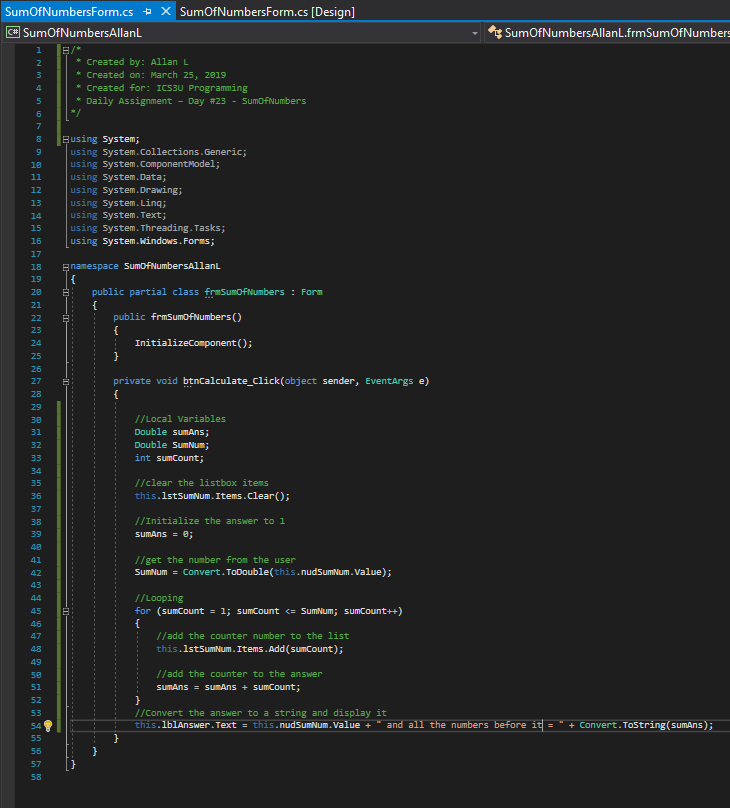 SumOfNumbersForm.cs SumOfNumbersForm.cs [Design]
C# SumOfNumbersAllanL SumOfNumbersAllanL.frmSumOfNumbers
1 /*
2 * Created by: Allan L
3 * Created on: March 25, 2019
4 * Created for: ICS3U Programming
5 * Daily Assignment – Day #23 - SumOfNumbers
6 */
7
8 using System;
9 using System.Collections.Generic;
10 using System.ComponentModel;
11 using System.Data;
12 using System.Drawing;
13 using System.Linq;
14 using System.Text;
15 using System.Threading.Tasks;
16 using System.Windows.Forms;
17
18 namespace SumOfNumbersAllanL
19 {
20 public partial class frmSumOfNumbers : Form
21 {
22 public frmSumOfNumbers()
23 {
24 InitializeComponent();
25 }
26
27 private void btnCalculate_Click(object sender, EventArgs e)
28 {
29
30 //Local Variables
31 Double sumAns;
32 Double SumNum;
33 int sumCount;
34
35 //clear the listbox items
36 this.lstSumNum.Items.Clear();
37
38 //Initialize the answer to 1
39 sumAns = 0;
40
41 //get the number from the user
42 SumNum = Convert.ToDouble(this.nudSumNum.Value);
43
44 //Looping
45 for (sumCount = 1; sumCount <= SumNum; sumCount++)
46 {
47 //add the counter number to the list
48 this.lstSumNum.Items.Add(sumCount);
49
50 //add the counter to the answer
51 sumAns = sumAns + sumCount;
52 }
53 //Convert the answer to a string and display it
54 this.lblAnswer.Text = this.nudSumNum.Value + " and all the numbers before it = " + Convert.ToString(sumAns);
55 }
56 }
57 }
58